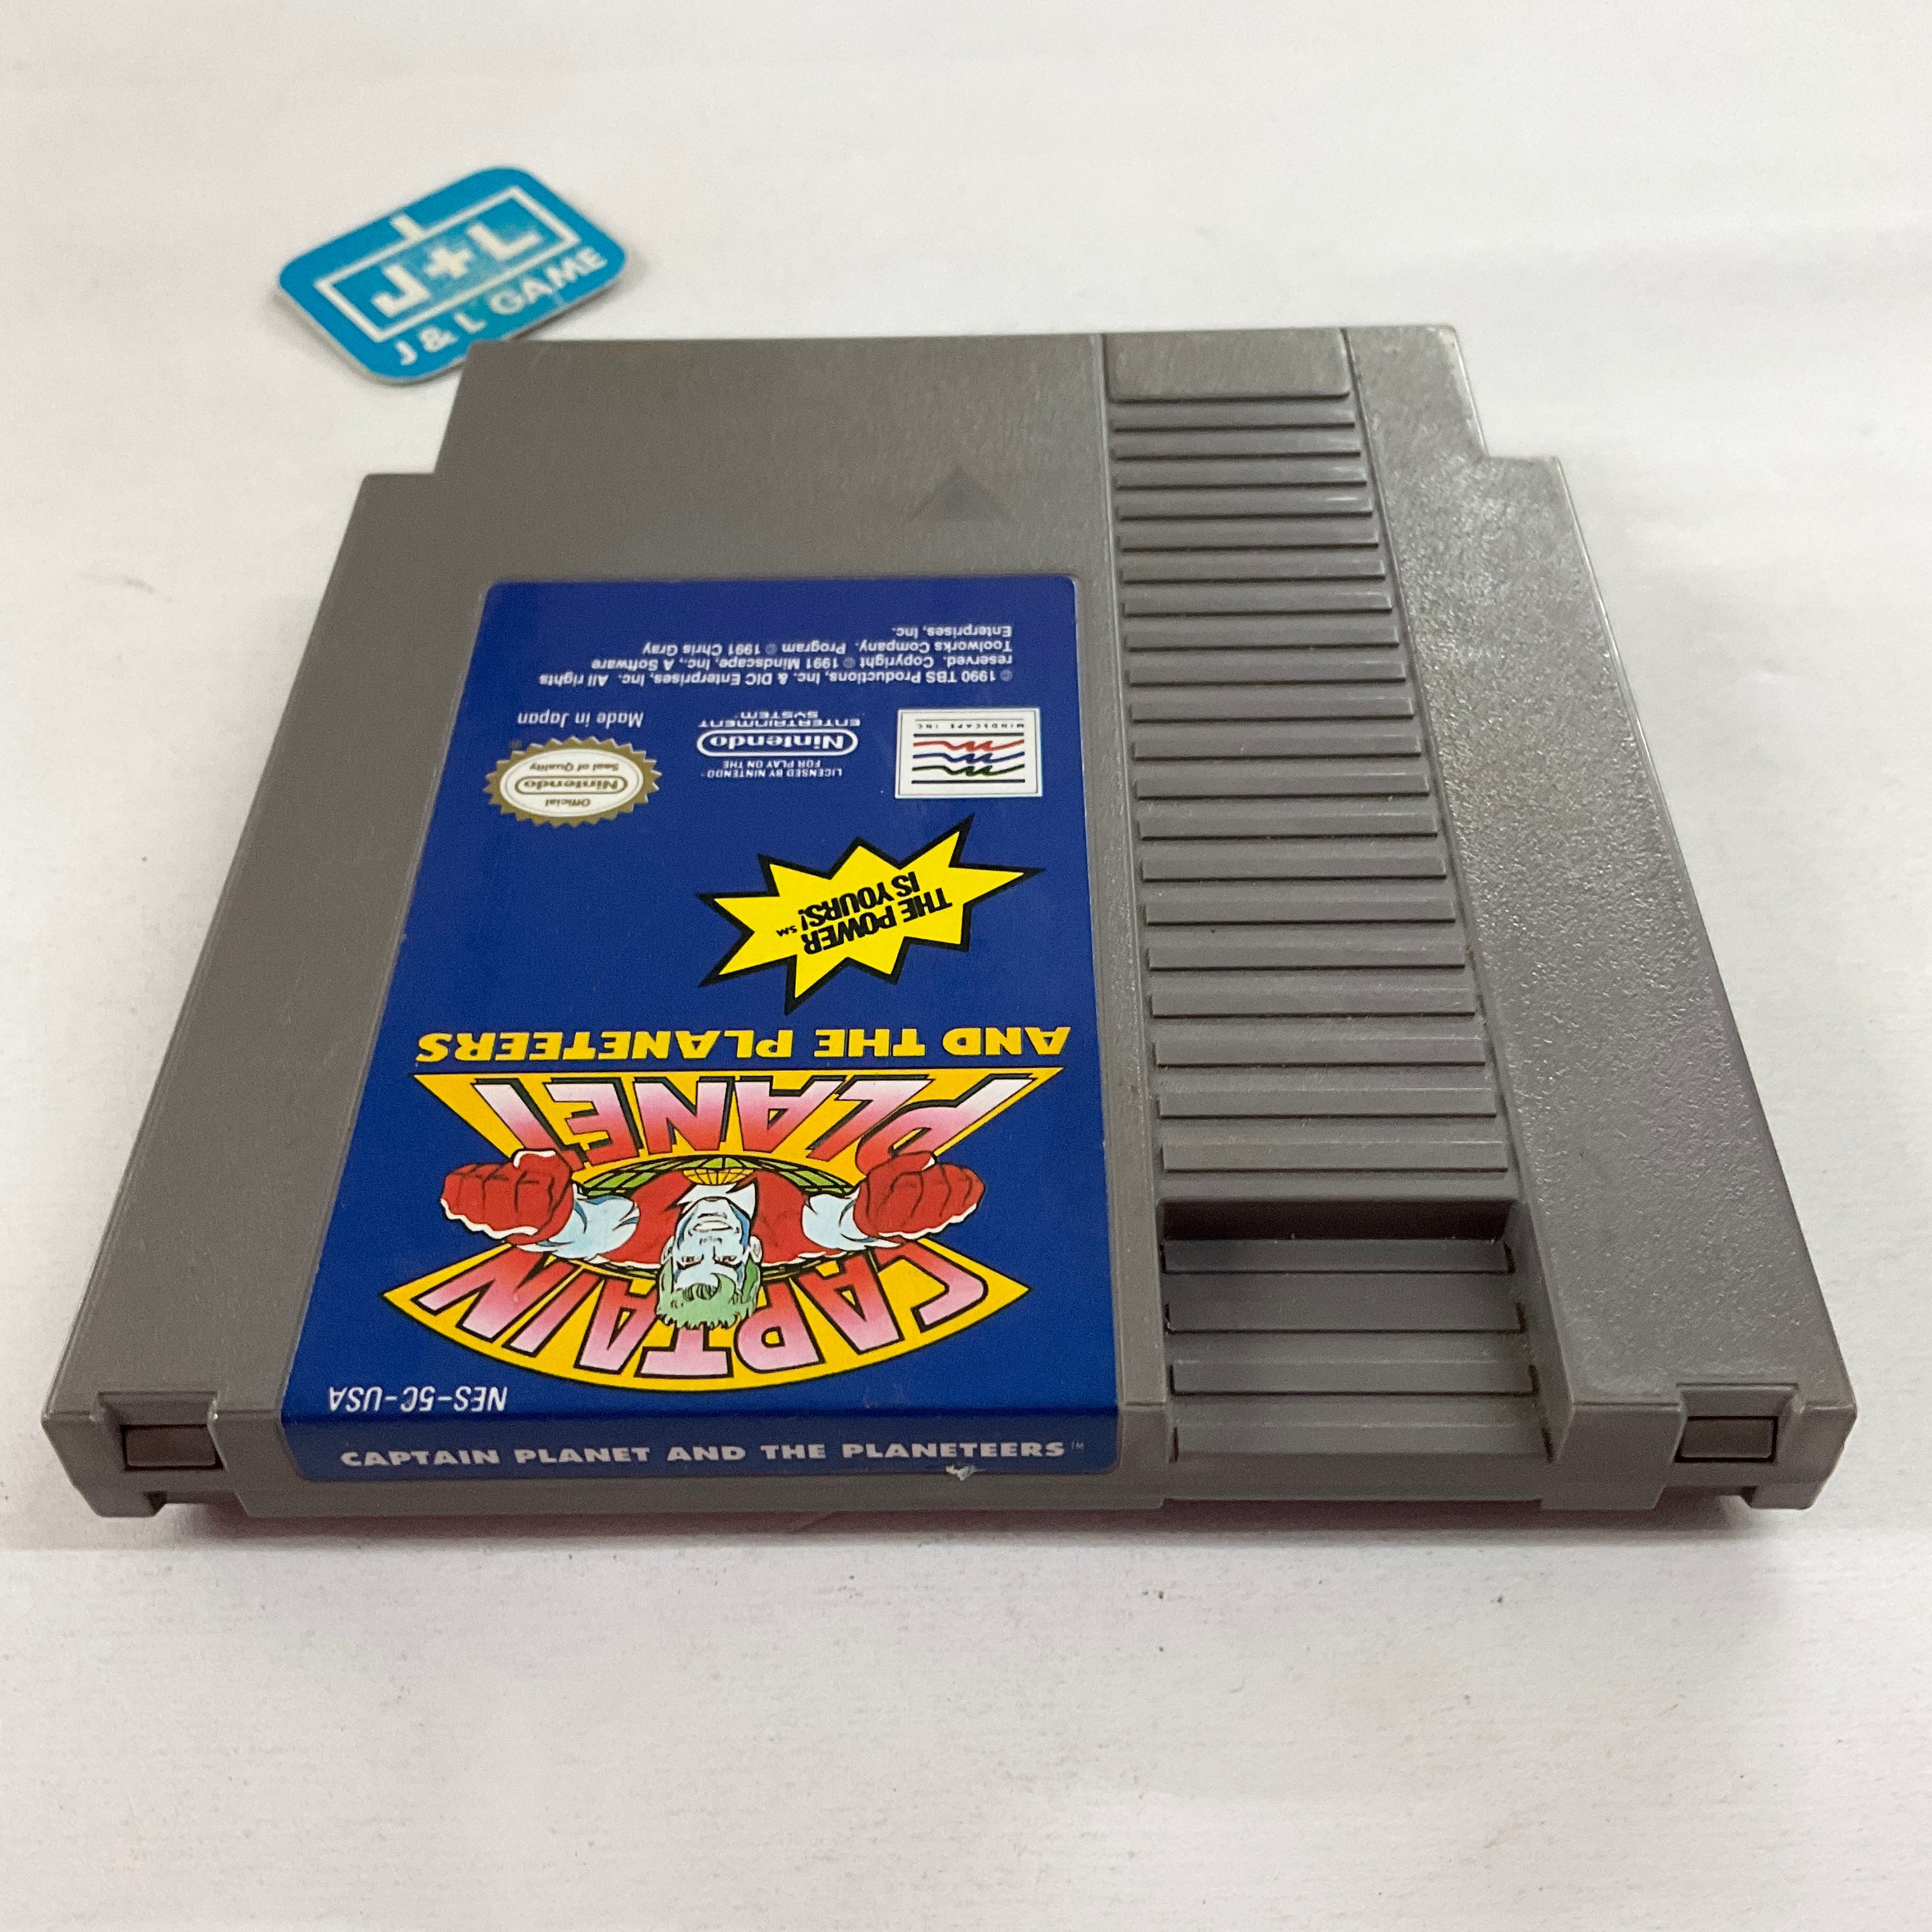 J+L
J & L GAME
CAPTAIN PLANET AND THE PLANETEERS™
NES-5C-USA
CAPTAIN
PLANET
AND THE PLANETEERS
THE POWER
IS YOURS!℠
Official
Nintendo
Seal of Quality
®
LICENSED BY NINTENDO™
FOR PLAY ON THE
Nintendo
ENTERTAINMENT
SYSTEM™
MINDSCAPE INC
Made in Japan
© 1990 TBS Productions, Inc. & DIC Enterprises, Inc. All rights
reserved. Copyright © 1991 Mindscape, Inc., A Software
Toolworks Company. Program © 1991 Chris Gray
Enterprises, Inc.